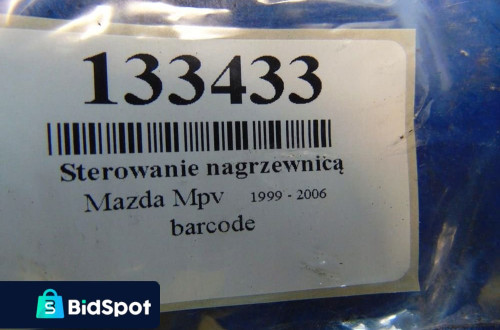 133433
Sterowanie nagrzewnicą
Mazda Mpv 1999 - 2006
barcode
BidSpot